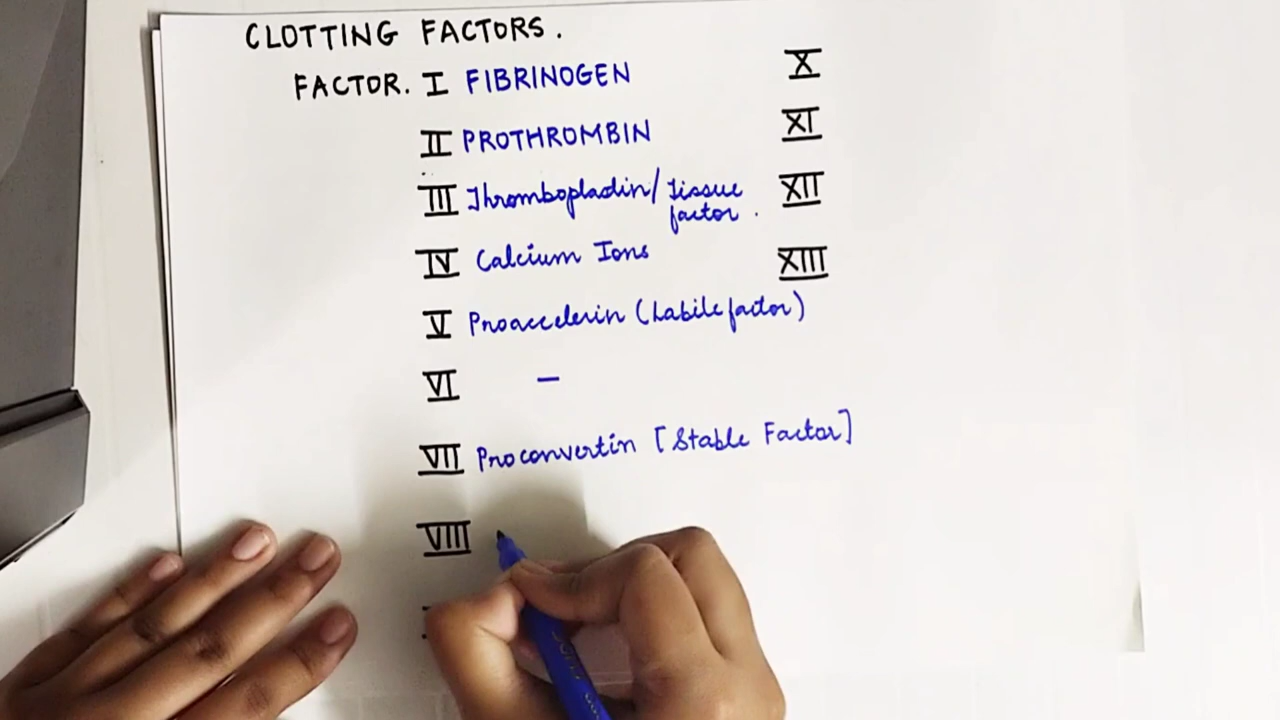 CLOTTING FACTORS.
FACTOR. I FIBRINOGEN
II PROTHROMBIN
III Thrombopladin/Tissue
factor.
IV Calcium Ions
V Proaccelerin (Labile factor)
VI –
VII Proconvertin [Stable Factor]
VIII
X
XI
XII
XIII